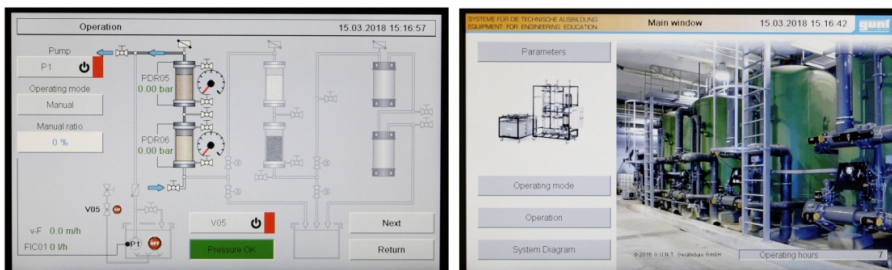 Operation
15.03.2018 15:16:57
Pump
P1
Operating mode
Manual
Manual ratio
0 %
PDR05
0.00 bar
PDR06
0.00 bar
V05
OFF
v-F 0.0 m/h
FIC01 0 l/h
P1
OFF
V05
Pressure OK
Next
Return
SYSTEME FÜR DIE TECHNISCHE AUSBILDUNG
EQUIPMENT FOR ENGINEERING EDUCATION
Main window
15.03.2018 15:16:42
gunt
Parameters
Operating mode
Operation
System Diagram
Operating hours
7